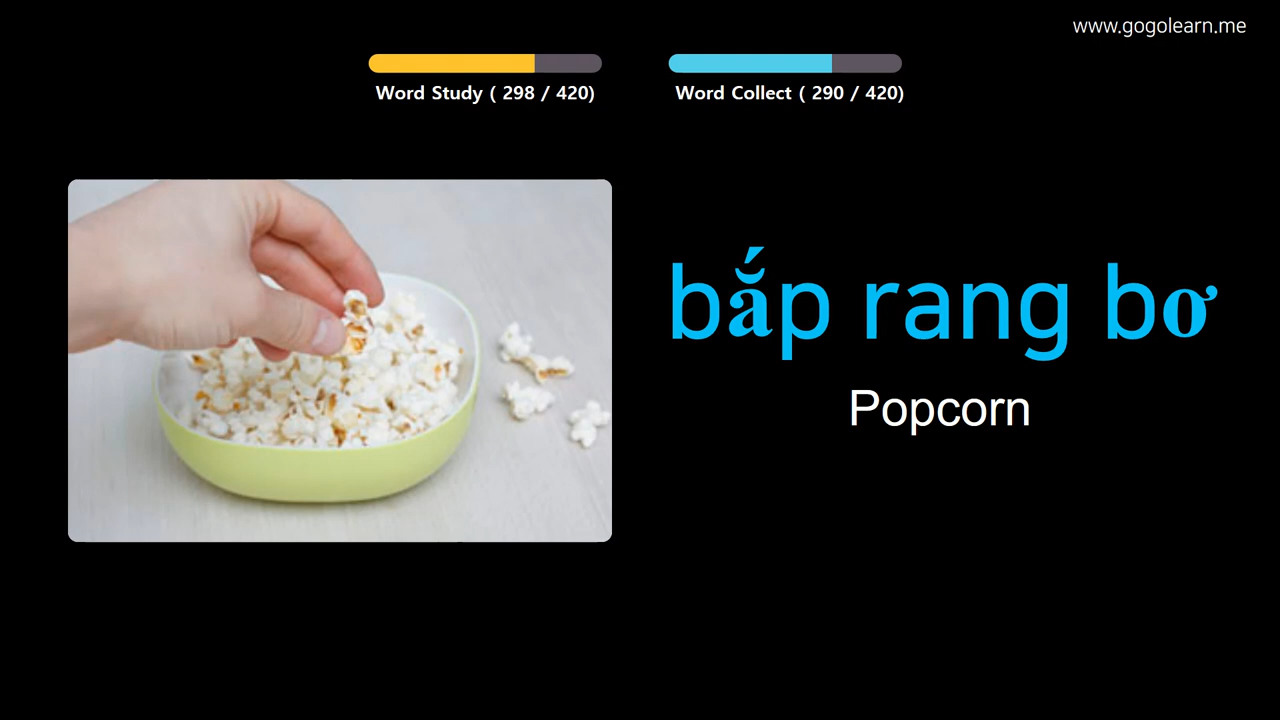 www.gogolearn.me
Word Study ( 298 / 420)
Word Collect ( 290 / 420)
bắp rang bơ
Popcorn